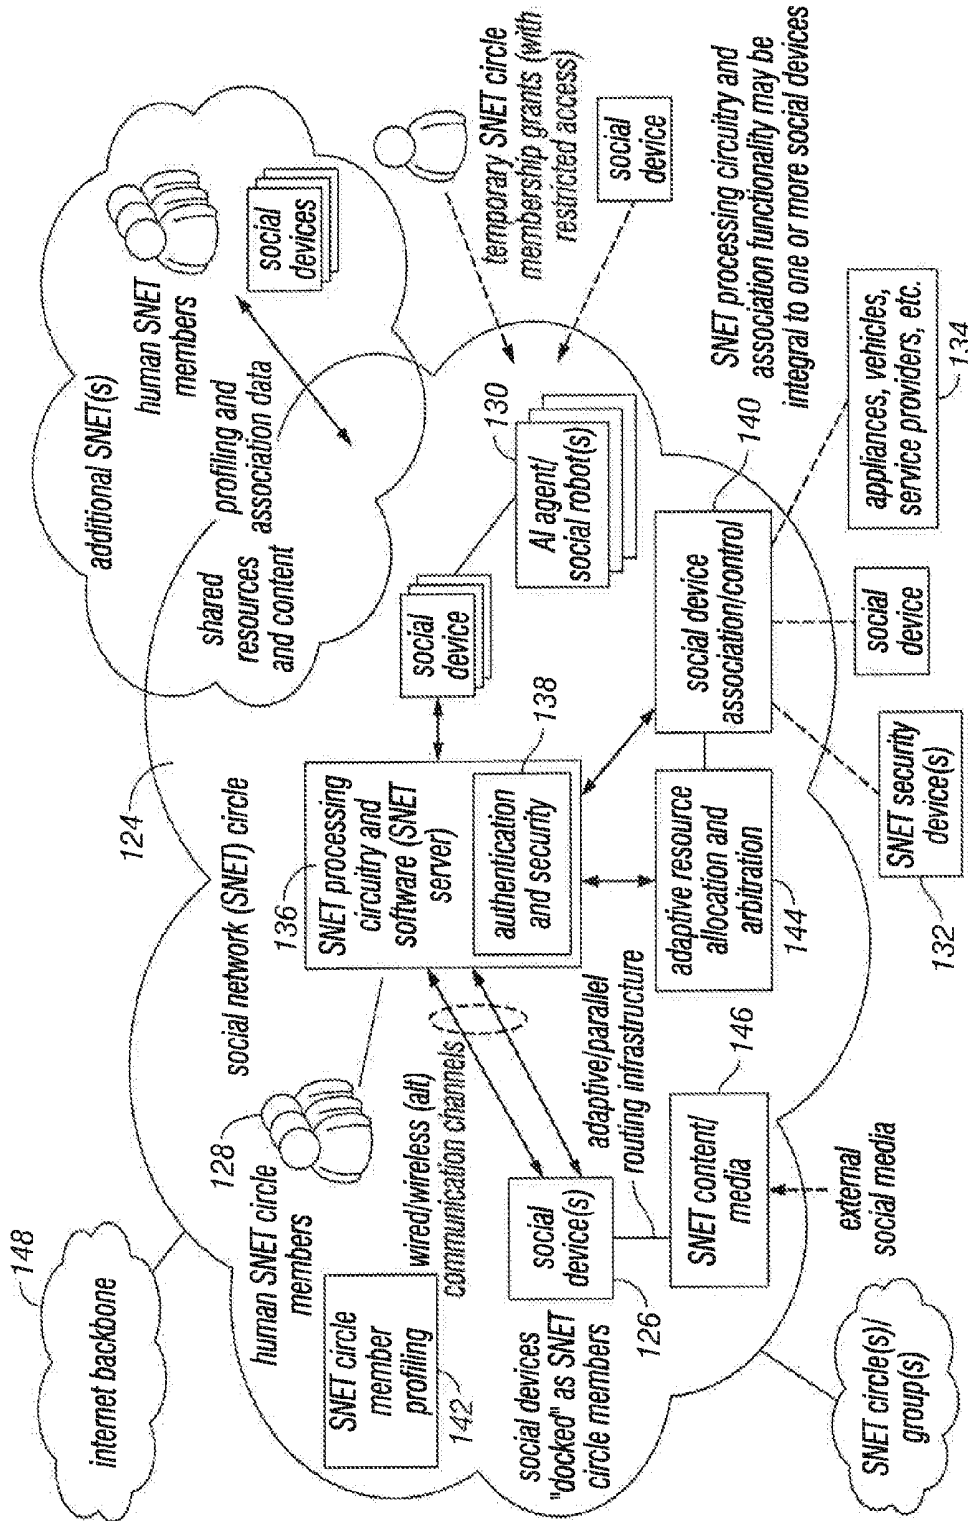 148
internet backbone
124
social network (SNET) circle
additional SNET(s)
human SNET
members
social
devices
profiling and
association data
shared
resources
and content
128
human SNET circle
members
136
SNET processing
circuitry and
software (SNET
server)
138
authentication
and security
social
device
130
AI agent/
social robot(s)
temporary SNET circle
membership grants (with
restricted access)
social
device
SNET circle
member
profiling
142
wired/wireless (alt)
communication channels
social devices
"docked" as SNET
circle members
social
device(s)
126
adaptive/parallel
routing infrastructure
146
SNET content/
media
external
social media
adaptive resource
allocation and
arbitration
144
social device
association/control
140
SNET processing circuitry and
association functionality may be
integral to one or more social devices
SNET security
device(s)
132
social
device
appliances, vehicles,
service providers, etc.
134
SNET circle(s)/
group(s)